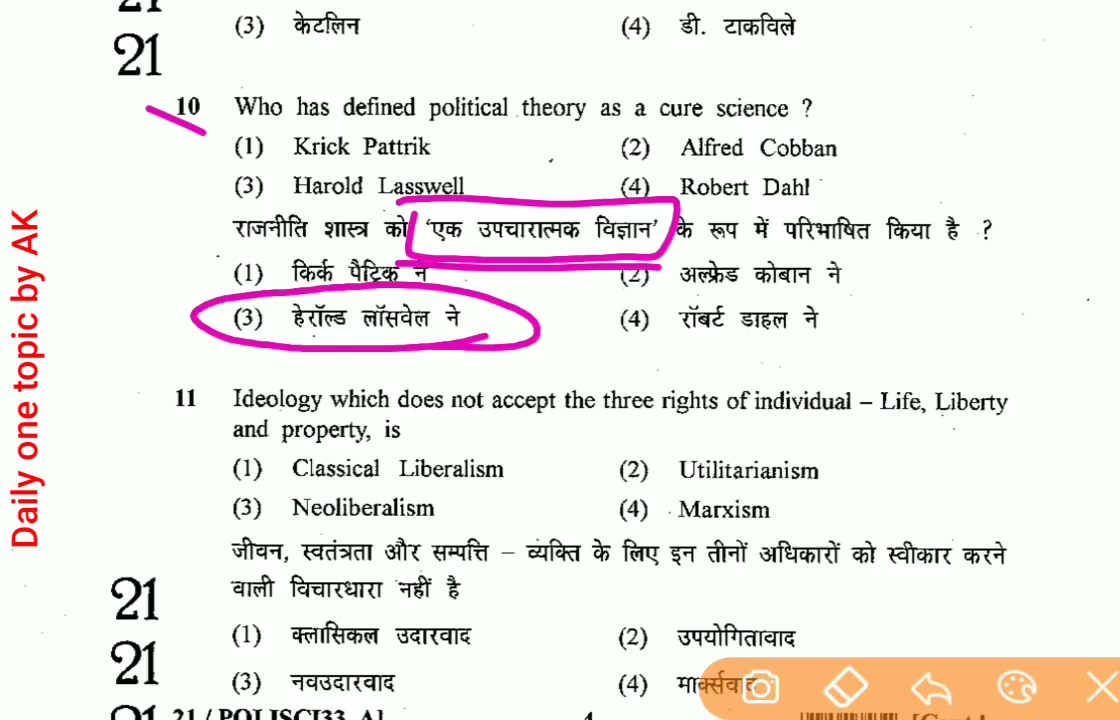 21
(3) केटलिन (4) डी. टाकविले
21
10 Who has defined political theory as a cure science ?
(1) Krick Pattrik (2) Alfred Cobban
(3) Harold Lasswell (4) Robert Dahl
राजनीति शास्त्र को ‘एक उपचारात्मक विज्ञान’ के रूप में परिभाषित किया है ?
(1) किर्क पैट्रिक ने (2) अल्फ्रेड कोबान ने
(3) हेरॉल्ड लॉसवेल ने (4) रॉबर्ट डाहल ने
Daily one topic by AK
11 Ideology which does not accept the three rights of individual – Life, Liberty
and property, is
(1) Classical Liberalism (2) Utilitarianism
(3) Neoliberalism (4) Marxism
जीवन, स्वतंत्रता और सम्पत्ति – व्यक्ति के लिए इन तीनों अधिकारों को स्वीकार करने
21 वाली विचारधारा नहीं है
(1) क्लासिकल उदारवाद (2) उपयोगितावाद
21
(3) नवउदारवाद (4) मार्क्सवाद
21 / POLISCI33_A] 4